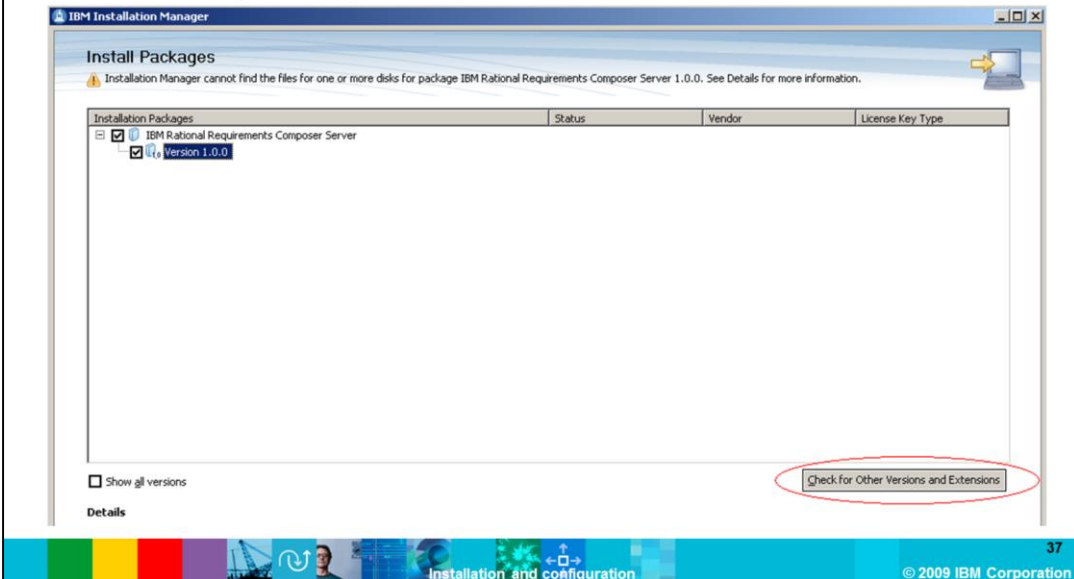 IBM Installation Manager
Install Packages
Installation Manager cannot find the files for one or more disks for package IBM Rational Requirements Composer Server 1.0.0. See Details for more information.
Installation Packages Status Vendor License Key Type
IBM Rational Requirements Composer Server
Version 1.0.0
Show all versions
Check for Other Versions and Extensions
Details
37
Installation and configuration
© 2009 IBM Corporation